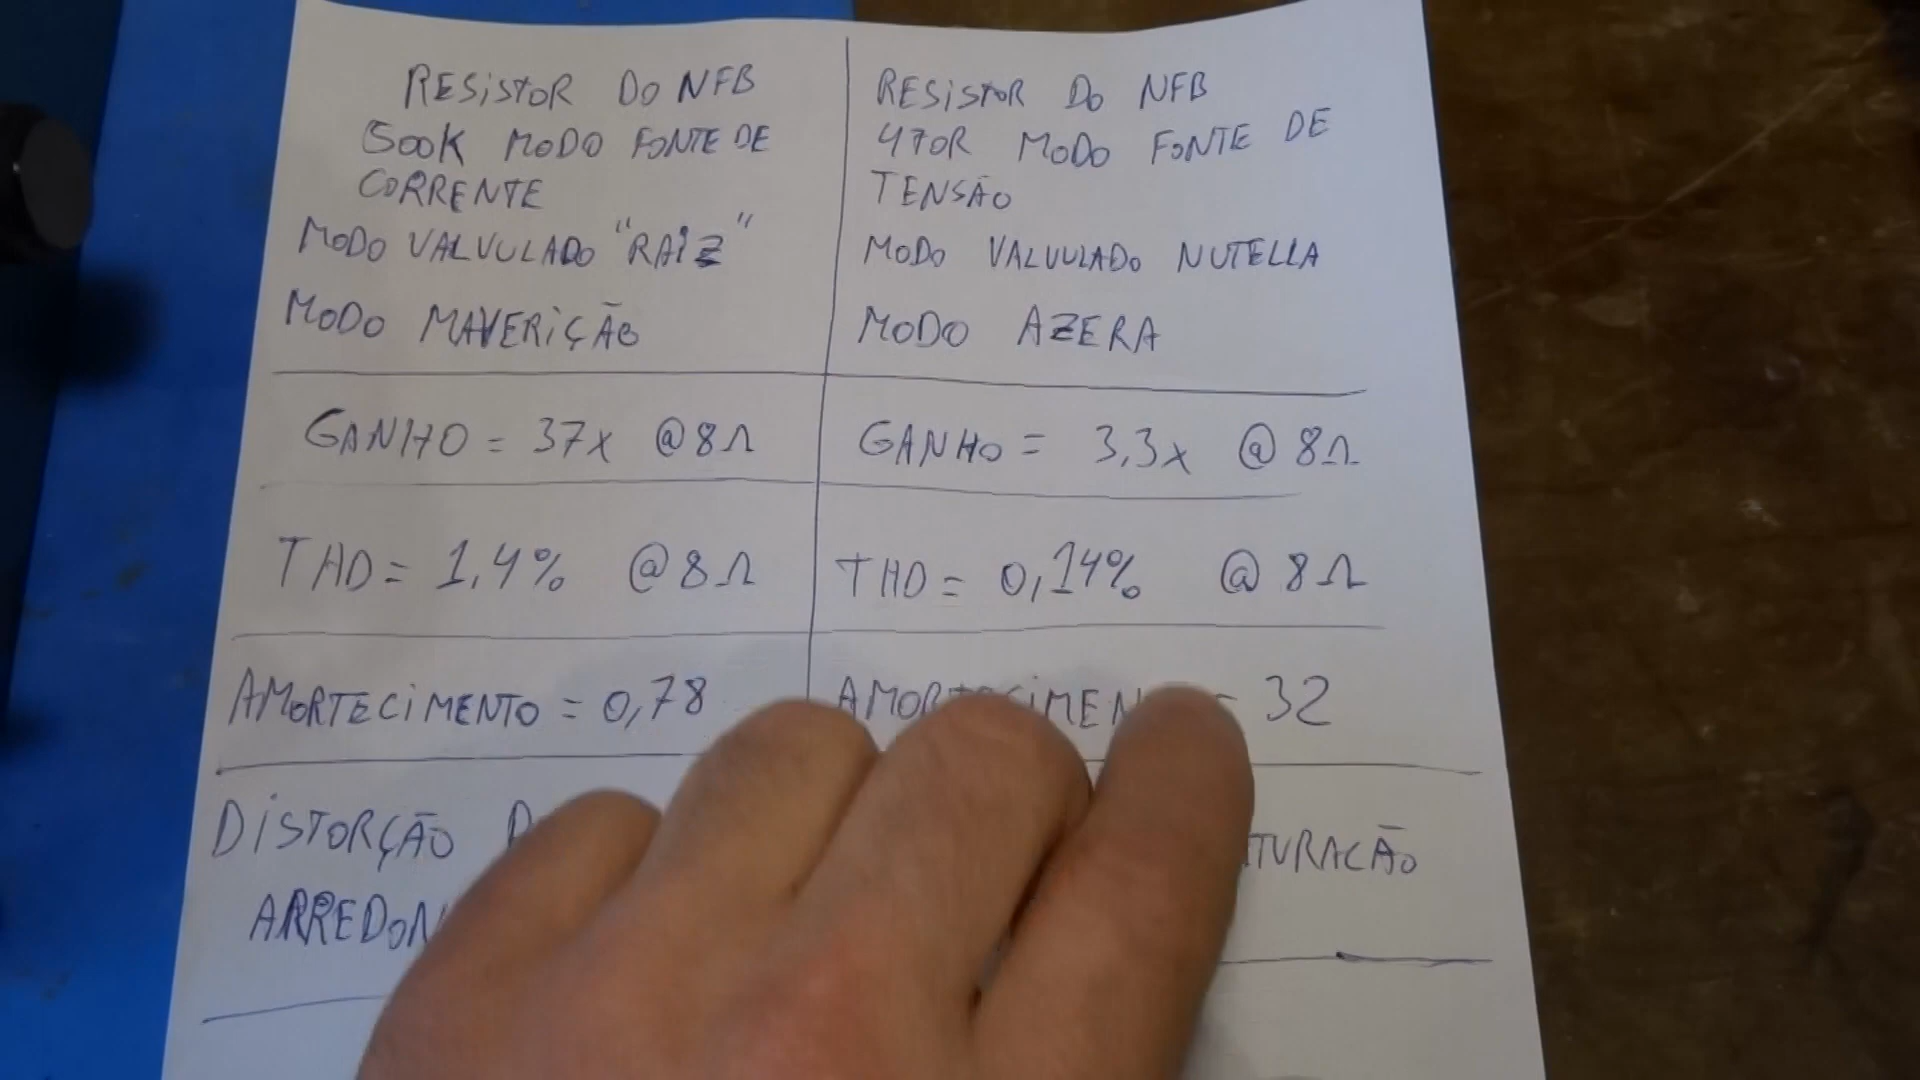 RESISTOR DO NFB
500K MODO FONTE DE
CORRENTE
MODO VALVULADO "RAIZ"
MODO MAVERIÇÃO
GANHO = 37x @8Ω
THD = 1,4% @8Ω
AMORTECIMENTO = 0,78
DISTORÇÃO
RESISTOR DO NFB
470R MODO FONTE DE
TENSÃO
MODO VALVULADO NUTELLA
MODO AZERA
GANHO = 3,3x @ 8Ω
THD = 0,14% @ 8Ω
32